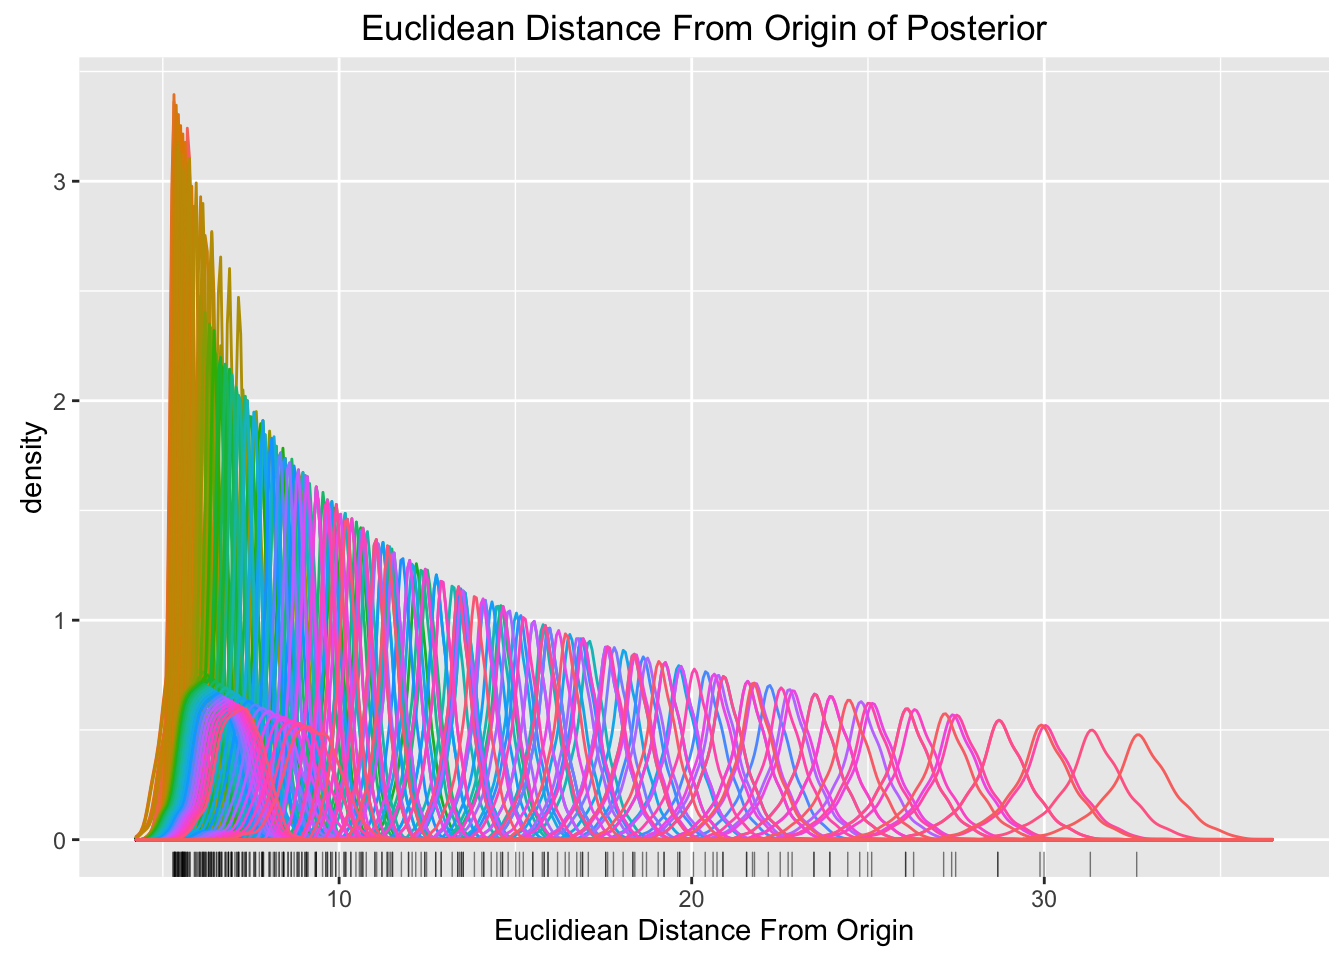 Euclidean Distance From Origin of Posterior
3
2
1
0
density
10 20 30
Euclidiean Distance From Origin